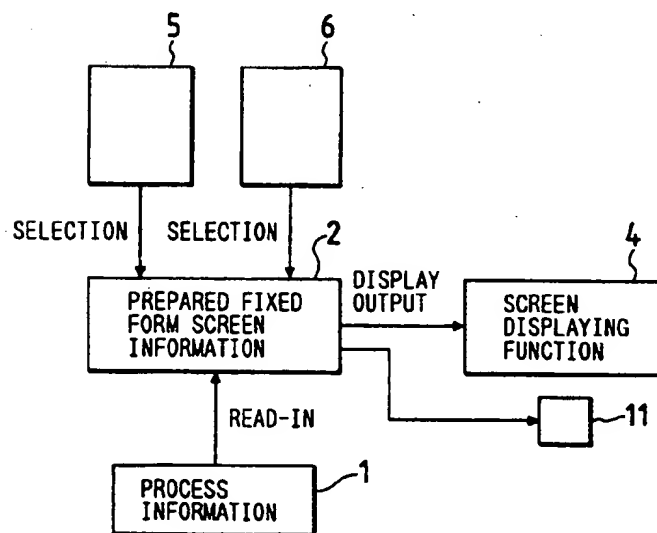 5
6
SELECTION
SELECTION
2
PREPARED FIXED
FORM SCREEN
INFORMATION
DISPLAY
OUTPUT
4
SCREEN
DISPLAYING
FUNCTION
11
READ-IN
1
PROCESS
INFORMATION